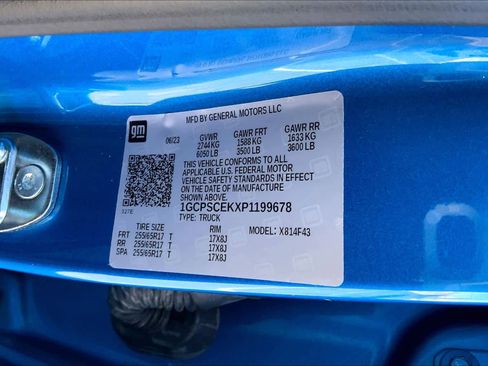 MFD BY GENERAL MOTORS LLC
gm
06/23
GVWR GAWR FRT GAWR RR
2744 KG 1588 KG 1633 KG
6050 LB 3500 LB 3600 LB
THIS VEHICLE CONFORMS TO ALL
APPLICABLE U.S. FEDERAL MOTOR
VEHICLE SAFETY STANDARDS IN EFFECT
ON THE DATE OF MANUFACTURE
SHOWN ABOVE.
1GCPSCEKXP1199678
TYPE: TRUCK
TIRE SIZE RIM MODEL: X814F43
FRT 255/65R17 T 17X8J
RR 255/65R17 T 17X8J
SPA 255/65R17 T 17X8J